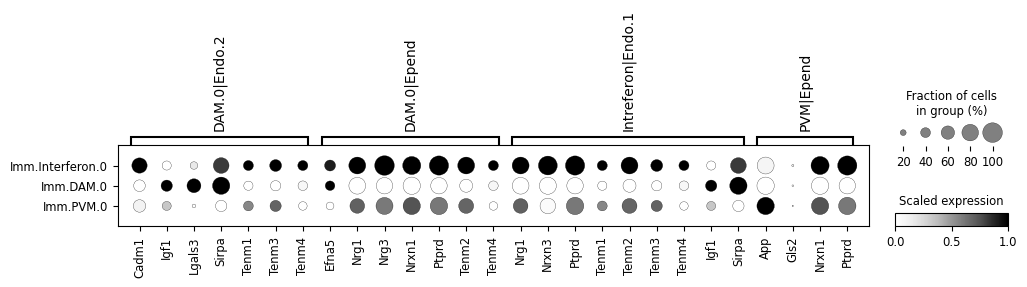 DAM.0|Endo.2
DAM.0|Epend
Intreferon|Endo.1
PVM|Epend
Imm.Interferon.0
Imm.DAM.0
Imm.PVM.0
Cadm1 Igf1 Lgals3 Sirpa Tenm1 Tenm3 Tenm4 Efna5 Nrg1 Nrg3 Nrxn1 Ptprd Tenm2 Tenm4 Nrg1 Nrxn3 Ptprd Tenm1 Tenm2 Tenm3 Tenm4 Igf1 Sirpa App Gls2 Nrxn1 Ptprd
Fraction of cells
in group (%)
20 40 60 80 100
Scaled expression
0.0 0.5 1.0